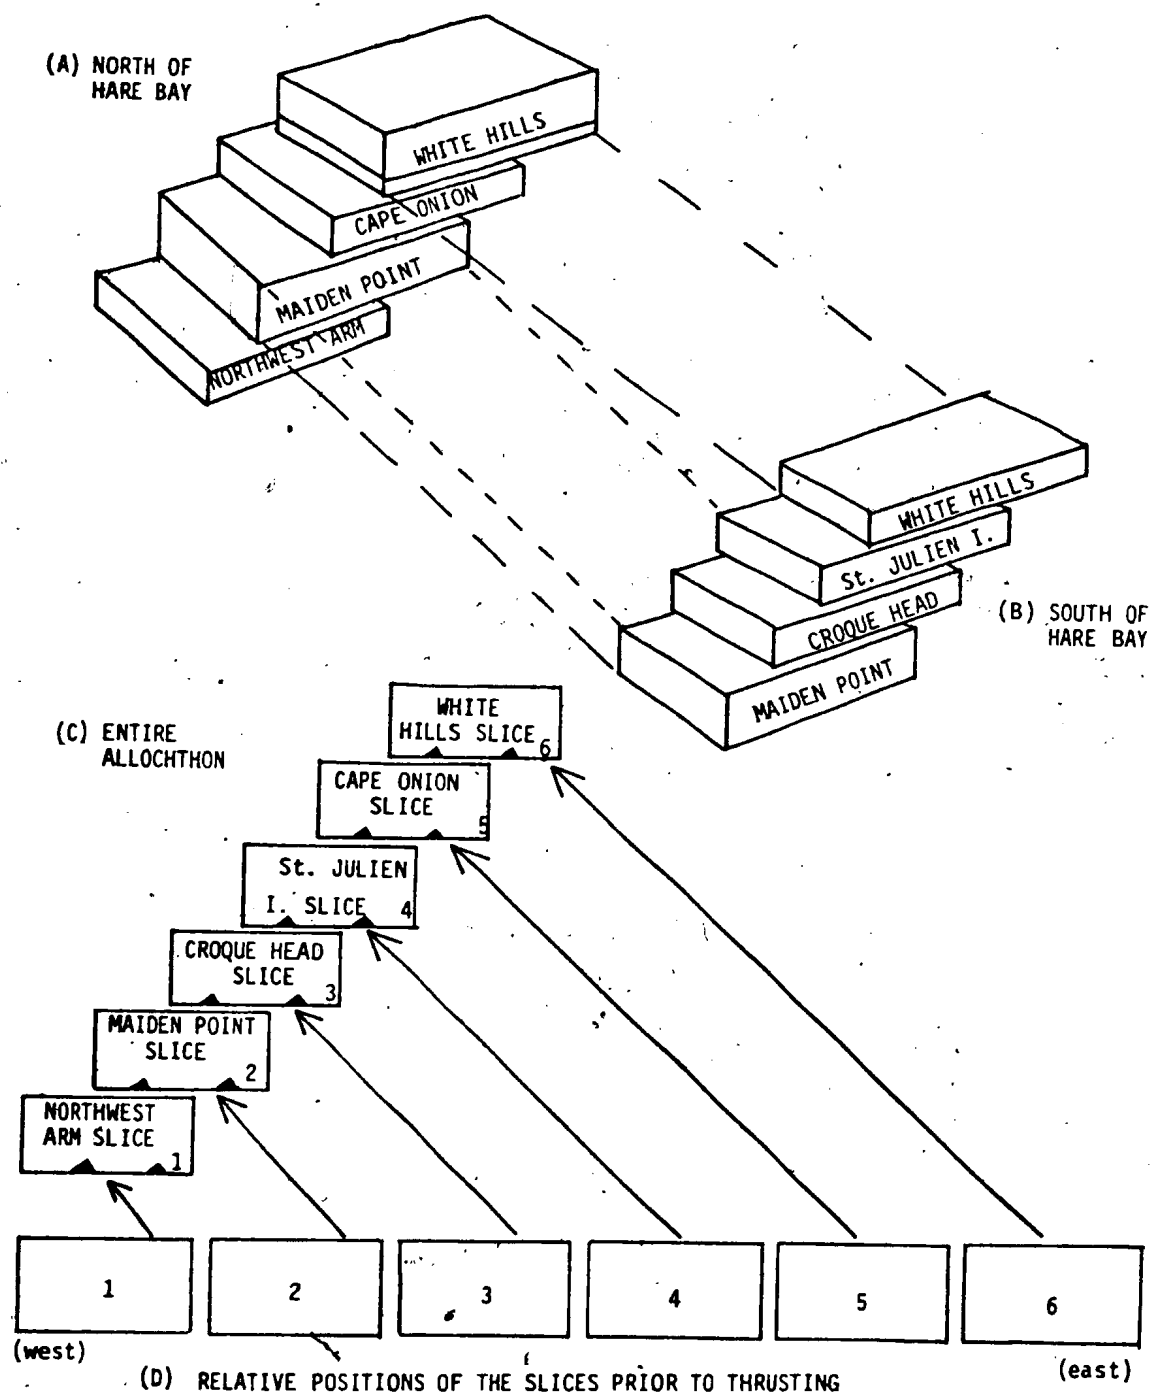 (A) NORTH OF
HARE BAY
WHITE HILLS
CAPE ONION
MAIDEN POINT
NORTHWEST ARM
WHITE HILLS
St. JULIEN I.
CROQUE HEAD
MAIDEN POINT
(B) SOUTH OF
HARE BAY
(C) ENTIRE
ALLOCHTHON
WHITE
HILLS SLICE 6
CAPE ONION
SLICE
5
St. JULIEN
I. SLICE 4
CROQUE HEAD
SLICE
3
MAIDEN POINT
SLICE
2
NORTHWEST
ARM SLICE
1
1 2 3 4 5 6
(west) (east)
(D) RELATIVE POSITIONS OF THE SLICES PRIOR TO THRUSTING